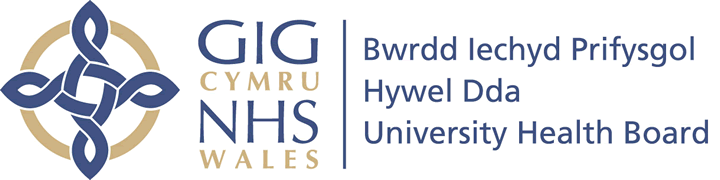 GIG
CYMRU
NHS
WALES
Bwrdd Iechyd Prifysgol
Hywel Dda
University Health Board